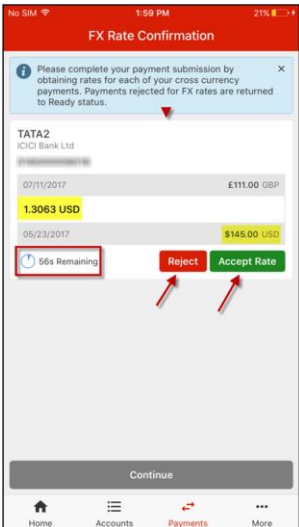 No SIM 1:59 PM 21%
FX Rate Confirmation
Please complete your payment submission by
obtaining rates for each of your cross currency
payments. Payments rejected for FX rates are returned
to Ready status.
TATA2
ICICI Bank Ltd
07/11/2017 £111.00 GBP
1.3063 USD
05/23/2017 $145.00 USD
56s Remaining Reject Accept Rate
Continue
Home Accounts Payments More